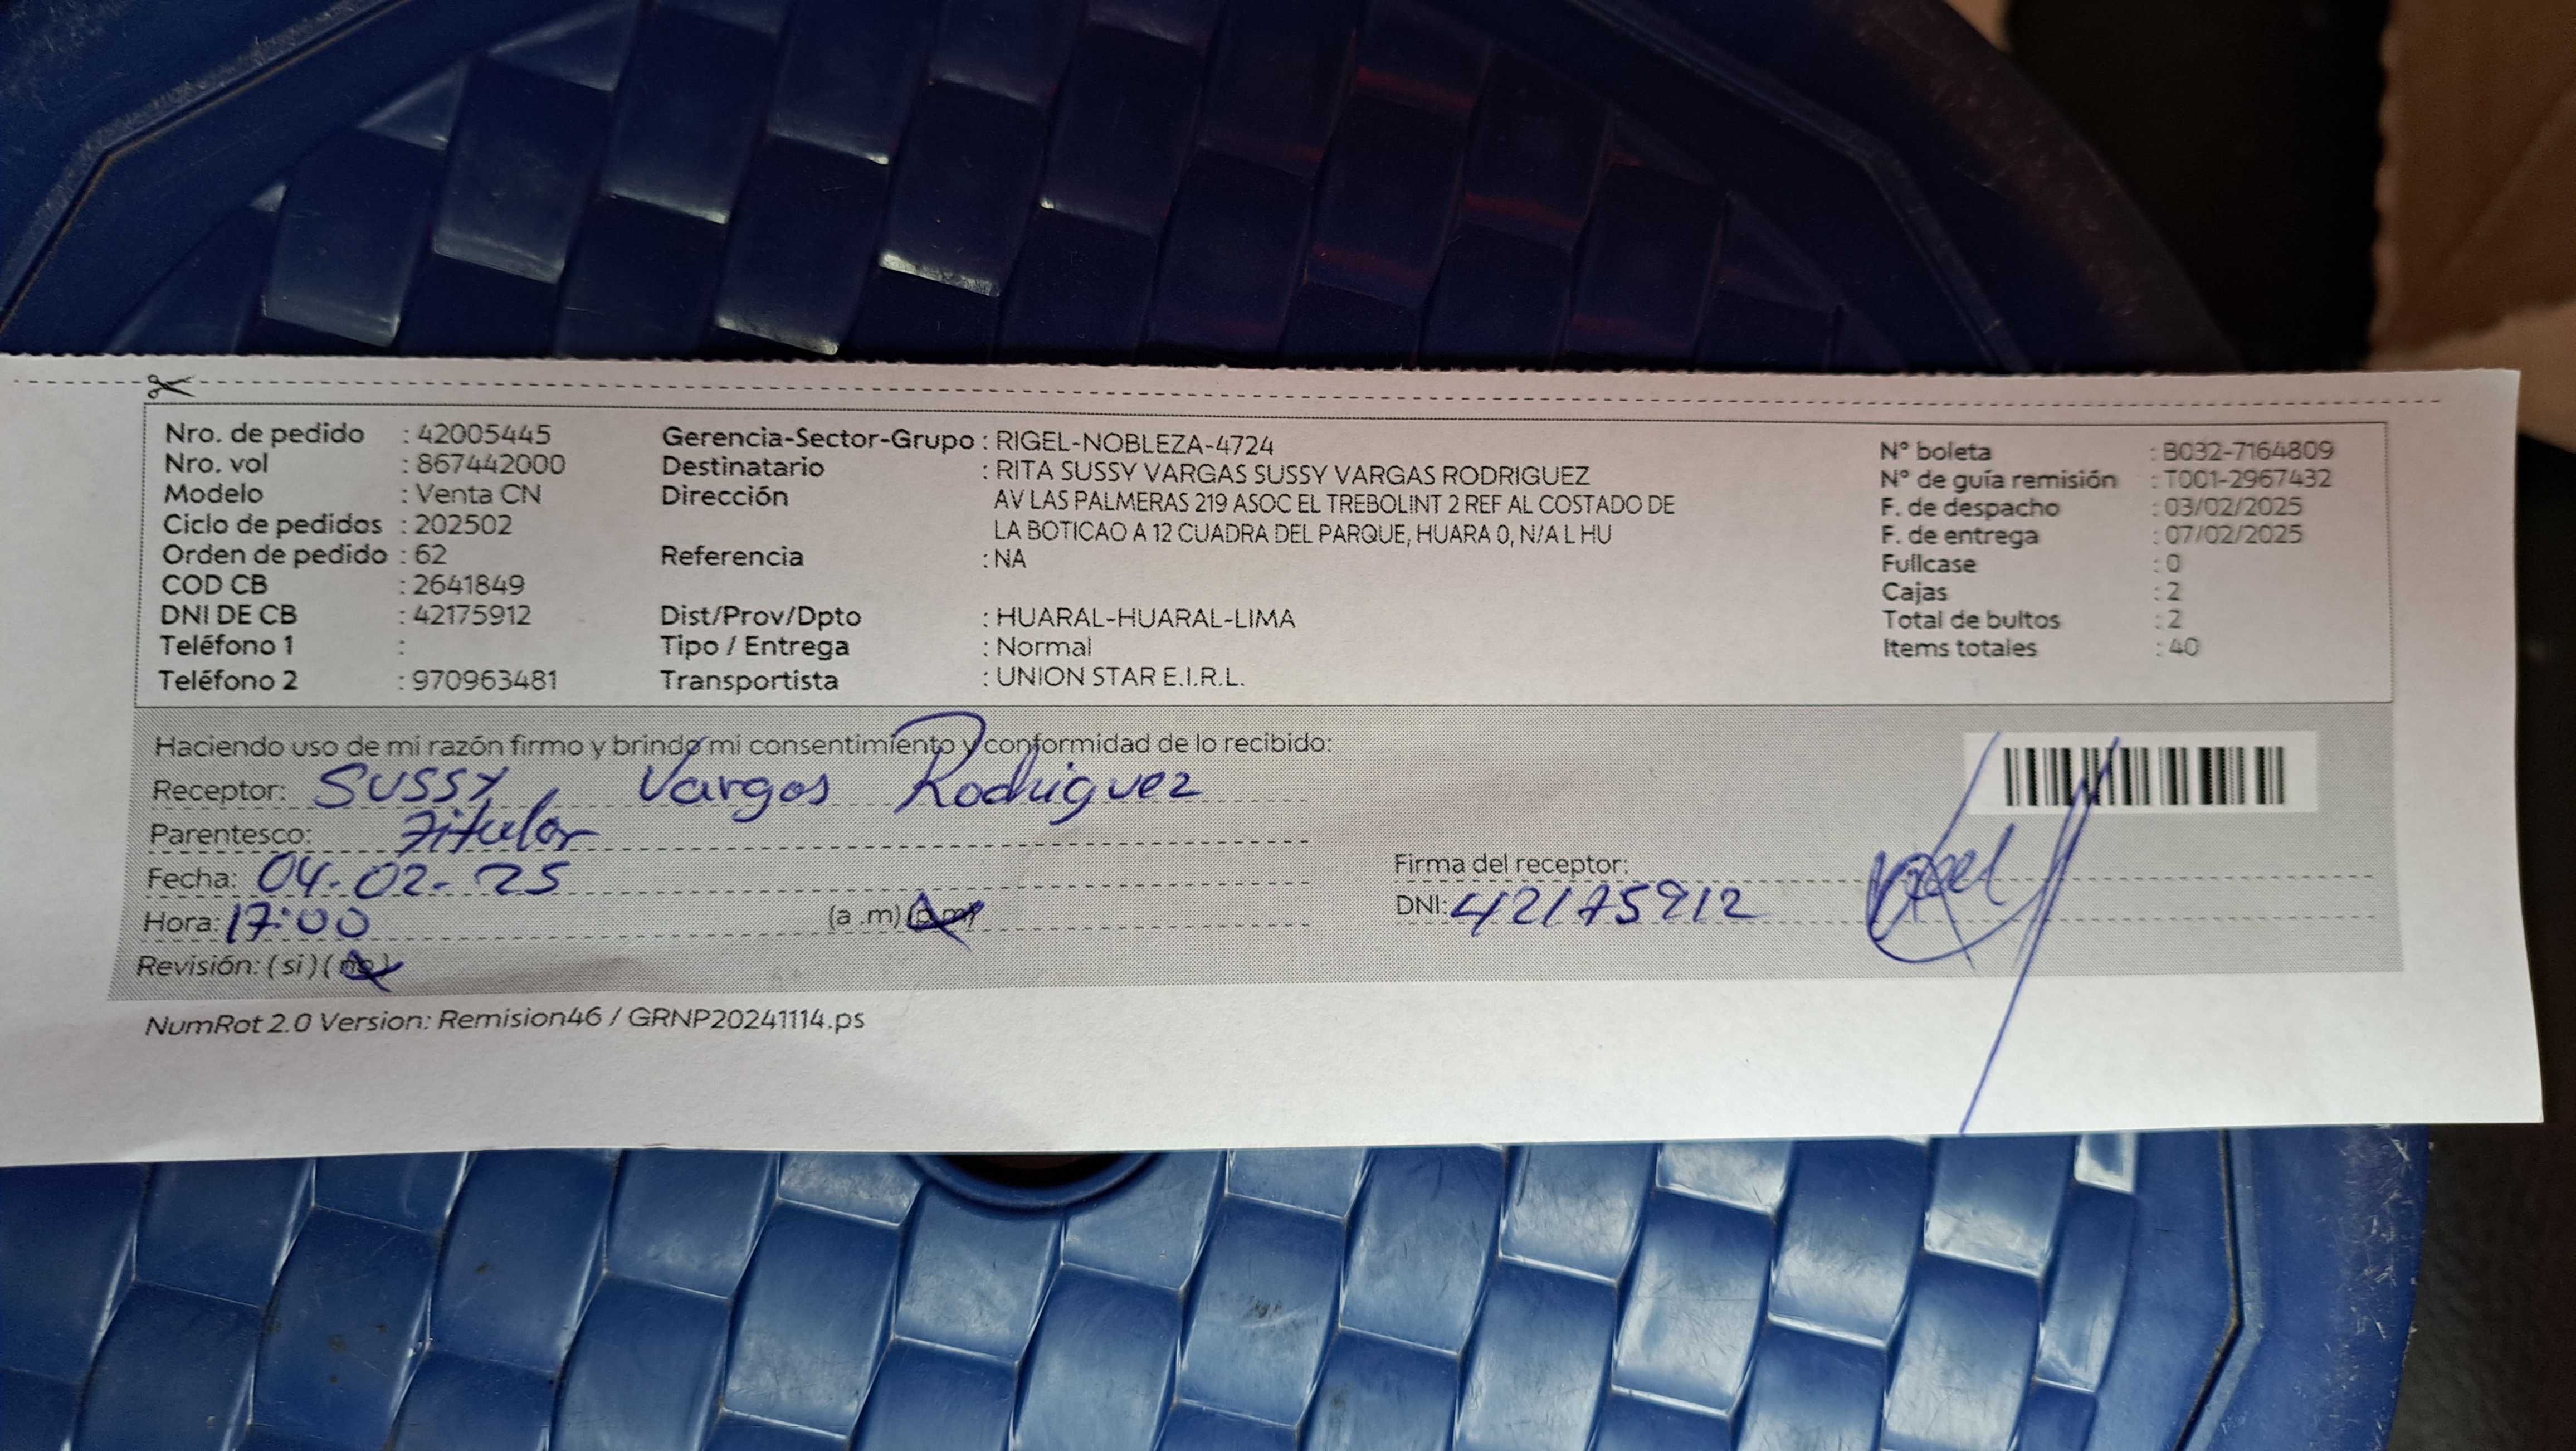 Nro. de pedido : 42005445
Nro. vol : 867442000
Modelo : Venta CN
Ciclo de pedidos : 202502
Orden de pedido : 62
COD CB : 2641849
DNI DE CB : 42175912
Teléfono 1 :
Teléfono 2 : 970963481
Gerencia-Sector-Grupo : RIGEL-NOBLEZA-4724
Destinatario : RITA SUSSY VARGAS SUSSY VARGAS RODRIGUEZ
Dirección AV LAS PALMERAS 219 ASOC EL TREBOLINT 2 REF AL COSTADO DE
LA BOTICAO A 12 CUADRA DEL PARQUE, HUARA 0, N/A L HU
Referencia : NA
Dist/Prov/Dpto : HUARAL-HUARAL-LIMA
Tipo / Entrega : Normal
Transportista : UNION STAR E.I.R.L.
N° boleta : B032-7164809
N° de guía remisión : T001-2967432
F. de despacho : 03/02/2025
F. de entrega : 07/02/2025
Fullcase : 0
Cajas : 2
Total de bultos : 2
Items totales : 40
Haciendo uso de mi razón firmo y brindo mi consentimiento y conformidad de lo recibido:
Receptor: SUSSY Vargas Rodriguez
Parentesco: Titular
Fecha: 04-02-25
Hora: 17:00 (a .m) (p.m)
Revisión: ( si ) ( no )
Firma del receptor:
DNI: 42175912
NumRot 2.0 Version: Remision46 / GRNP20241114.ps